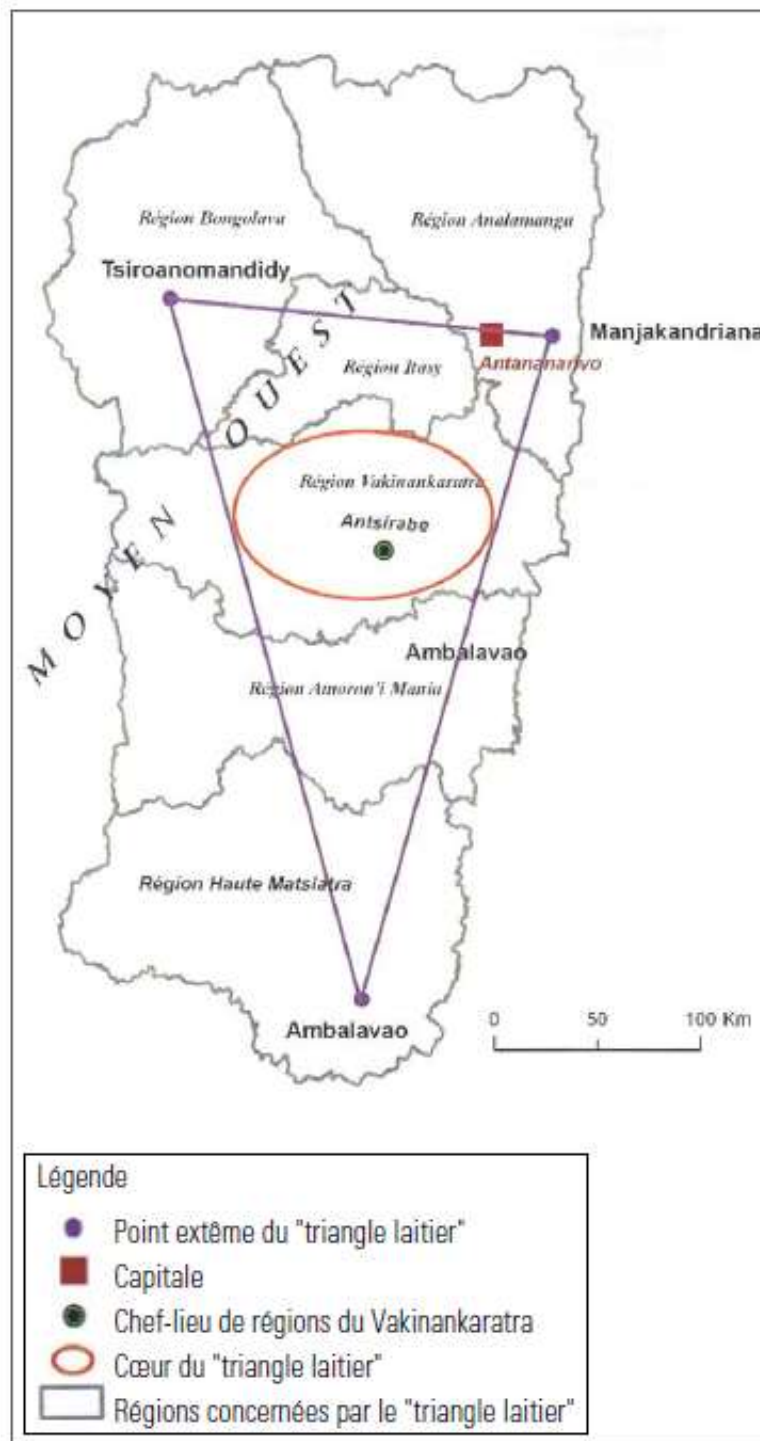 Région Bongolava
Région Analamanga
Tsiroanomandidy
Manjakandriana
Antananarivo
Région Itasy
MOYEN OUEST
Région Vakinankaratra
Antsirabe
Ambalavao
Région Amoron'i Mania
Région Haute Matsiatra
Ambalavao
0 50 100 Km
Légende
Point extême du "triangle laitier"
Capitale
Chef-lieu de régions du Vakinankaratra
Cœur du "triangle laitier"
Régions concernées par le "triangle laitier"